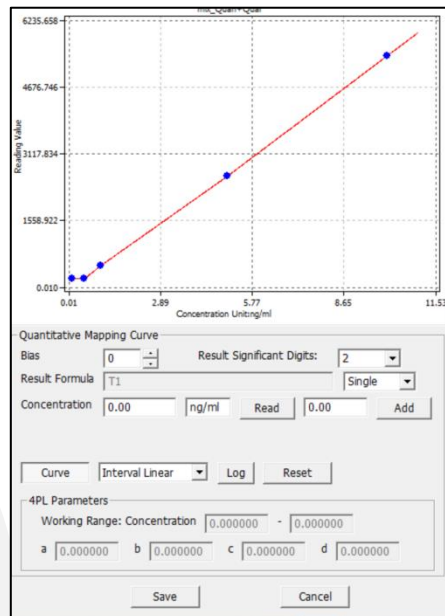 mix_Quan+Qual
6235.658
4676.746
3117.834
1558.922
0.010
Reading Value
0.01 2.89 5.77 8.65 11.53
Concentration Unit:ng/ml
Quantitative Mapping Curve
Bias 0 Result Significant Digits: 2
Result Formula T1 Single
Concentration 0.00 ng/ml Read 0.00 Add
Curve Interval Linear Log Reset
4PL Parameters
Working Range: Concentration 0.000000 - 0.000000
a 0.000000 b 0.000000 c 0.000000 d 0.000000
Save Cancel